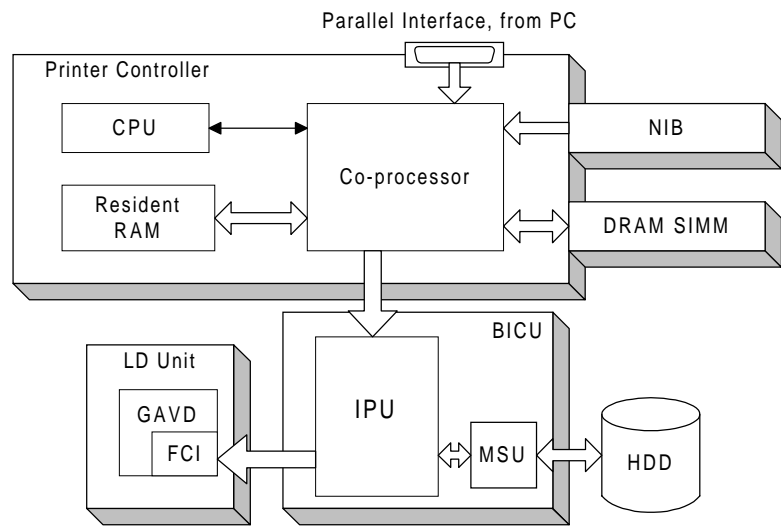 Parallel Interface, from PC
Printer Controller
CPU
NIB
Co-processor
Resident
RAM
DRAM SIMM
BICU
LD Unit
IPU
GAVD
FCI
MSU
HDD